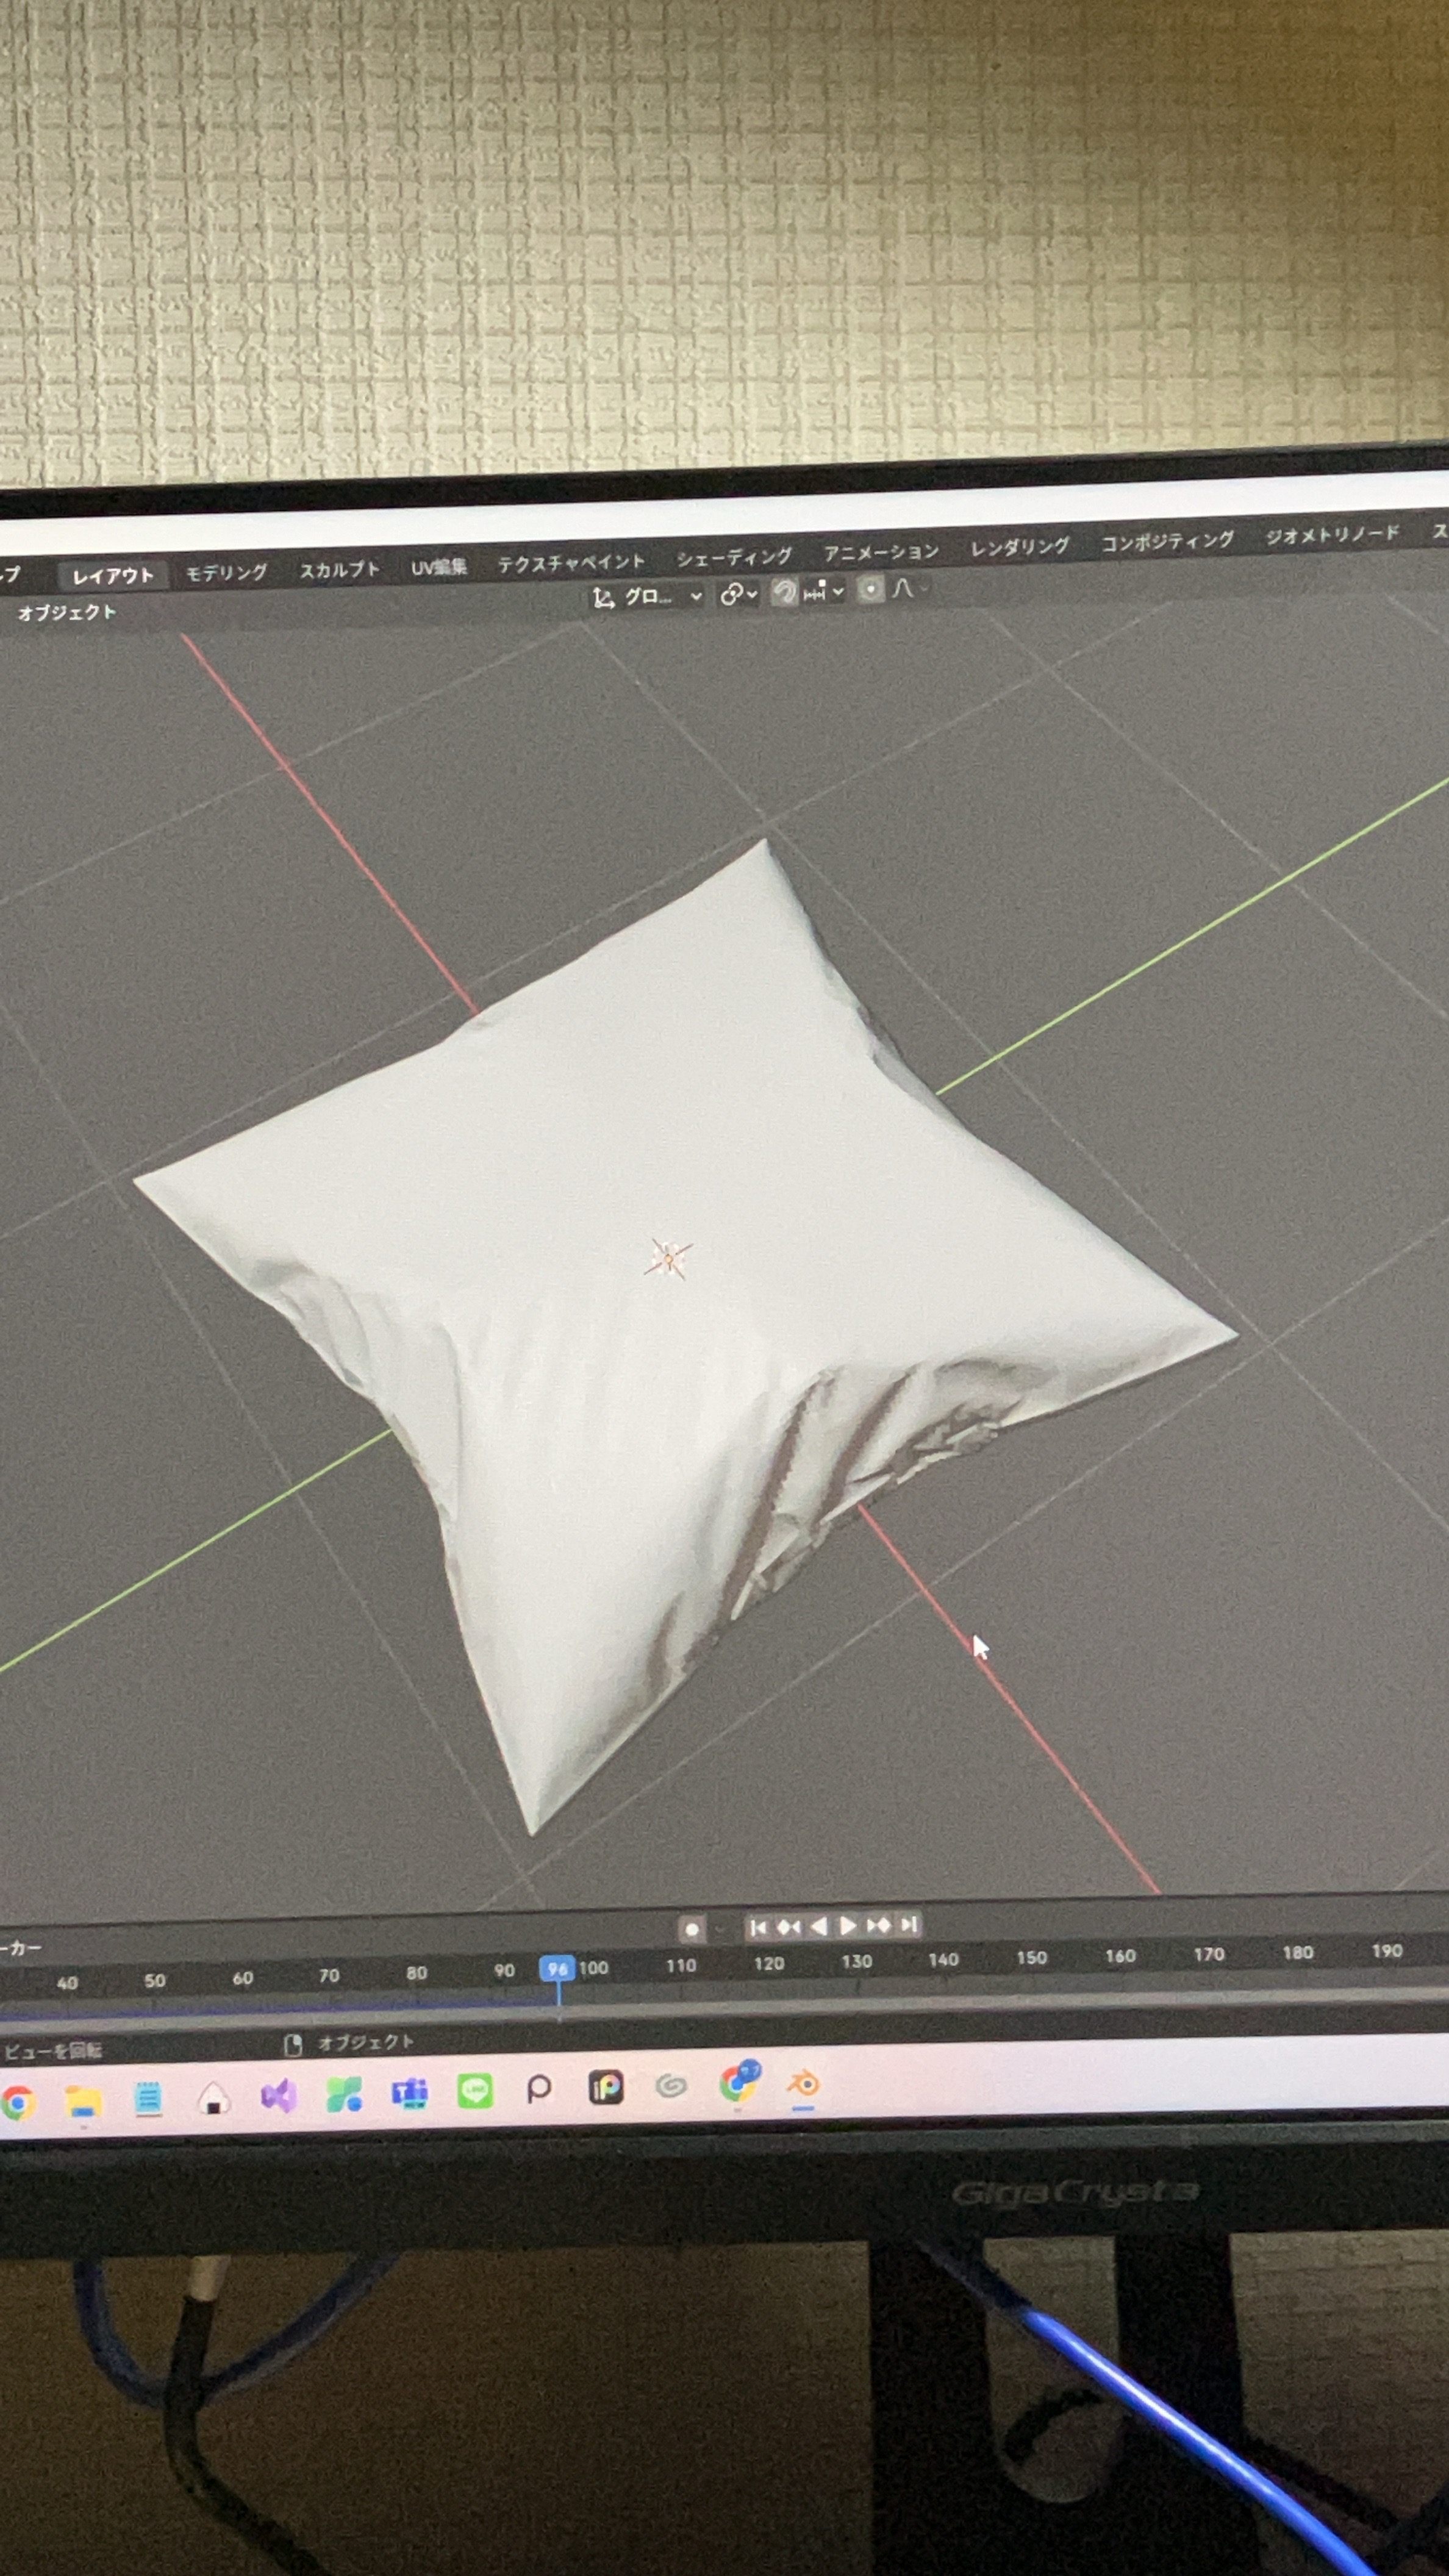 レイアウト モデリング スカルプト UV編集 テクスチャペイント シェーディング アニメーション レンダリング コンポジティング ジオメトリノード ス
オブジェクト グロ...
ーカー
40 50 60 70 80 90 96 100 110 120 130 140 150 160 170 180 190
ビューを回転 オブジェクト
GigaCrysta